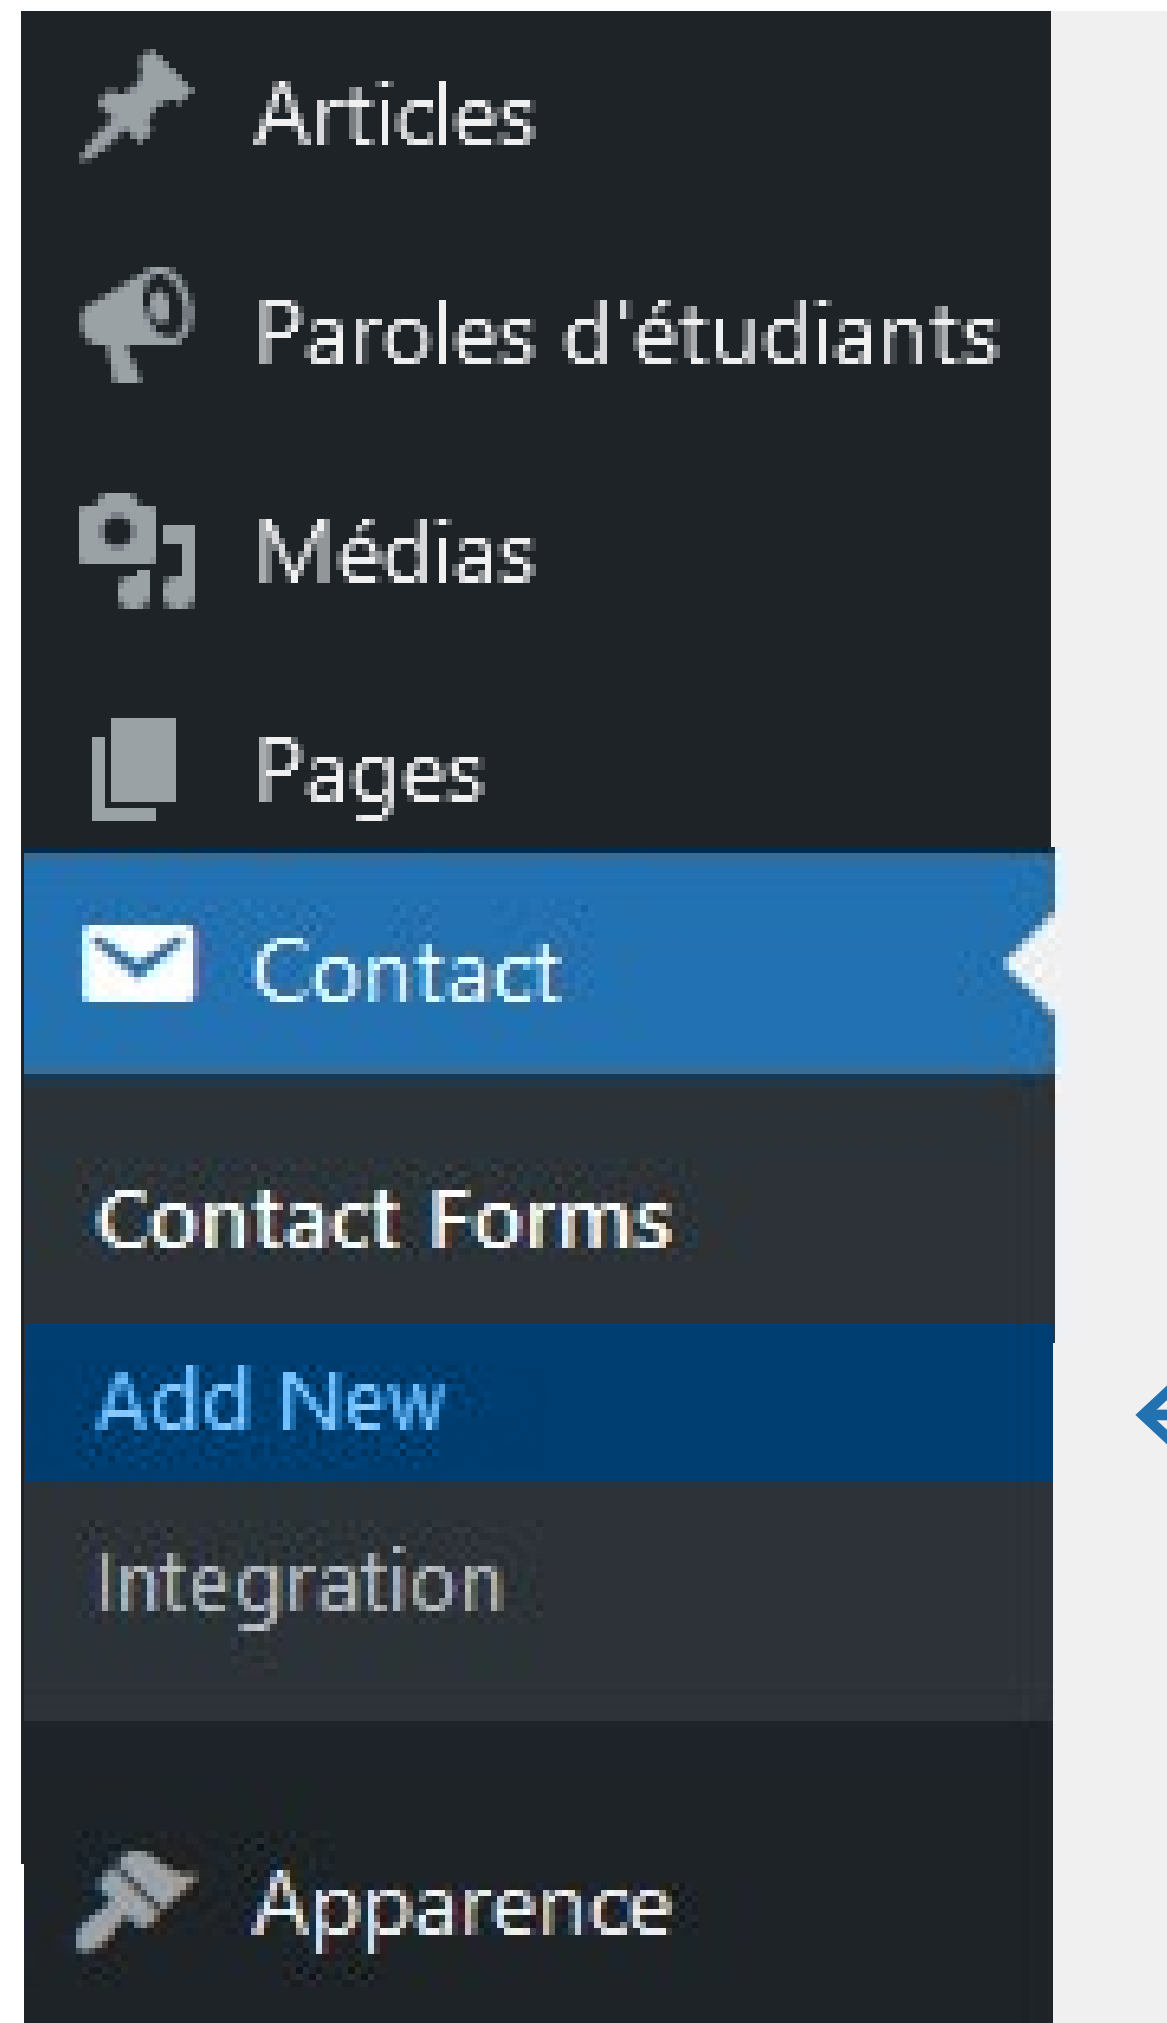 Articles
Paroles d'étudiants
Médias
Pages
Contact
Contact Forms
Add New
Integration
Apparence